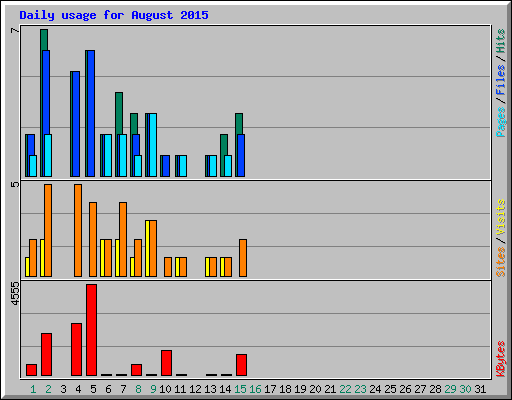 Daily usage for August 2015
7
Pages / Files / Hits
5
Sites / Visits
4555
KBytes
1 2 3 4 5 6 7 8 9 10 11 12 13 14 15 16 17 18 19 20 21 22 23 24 25 26 27 28 29 30 31